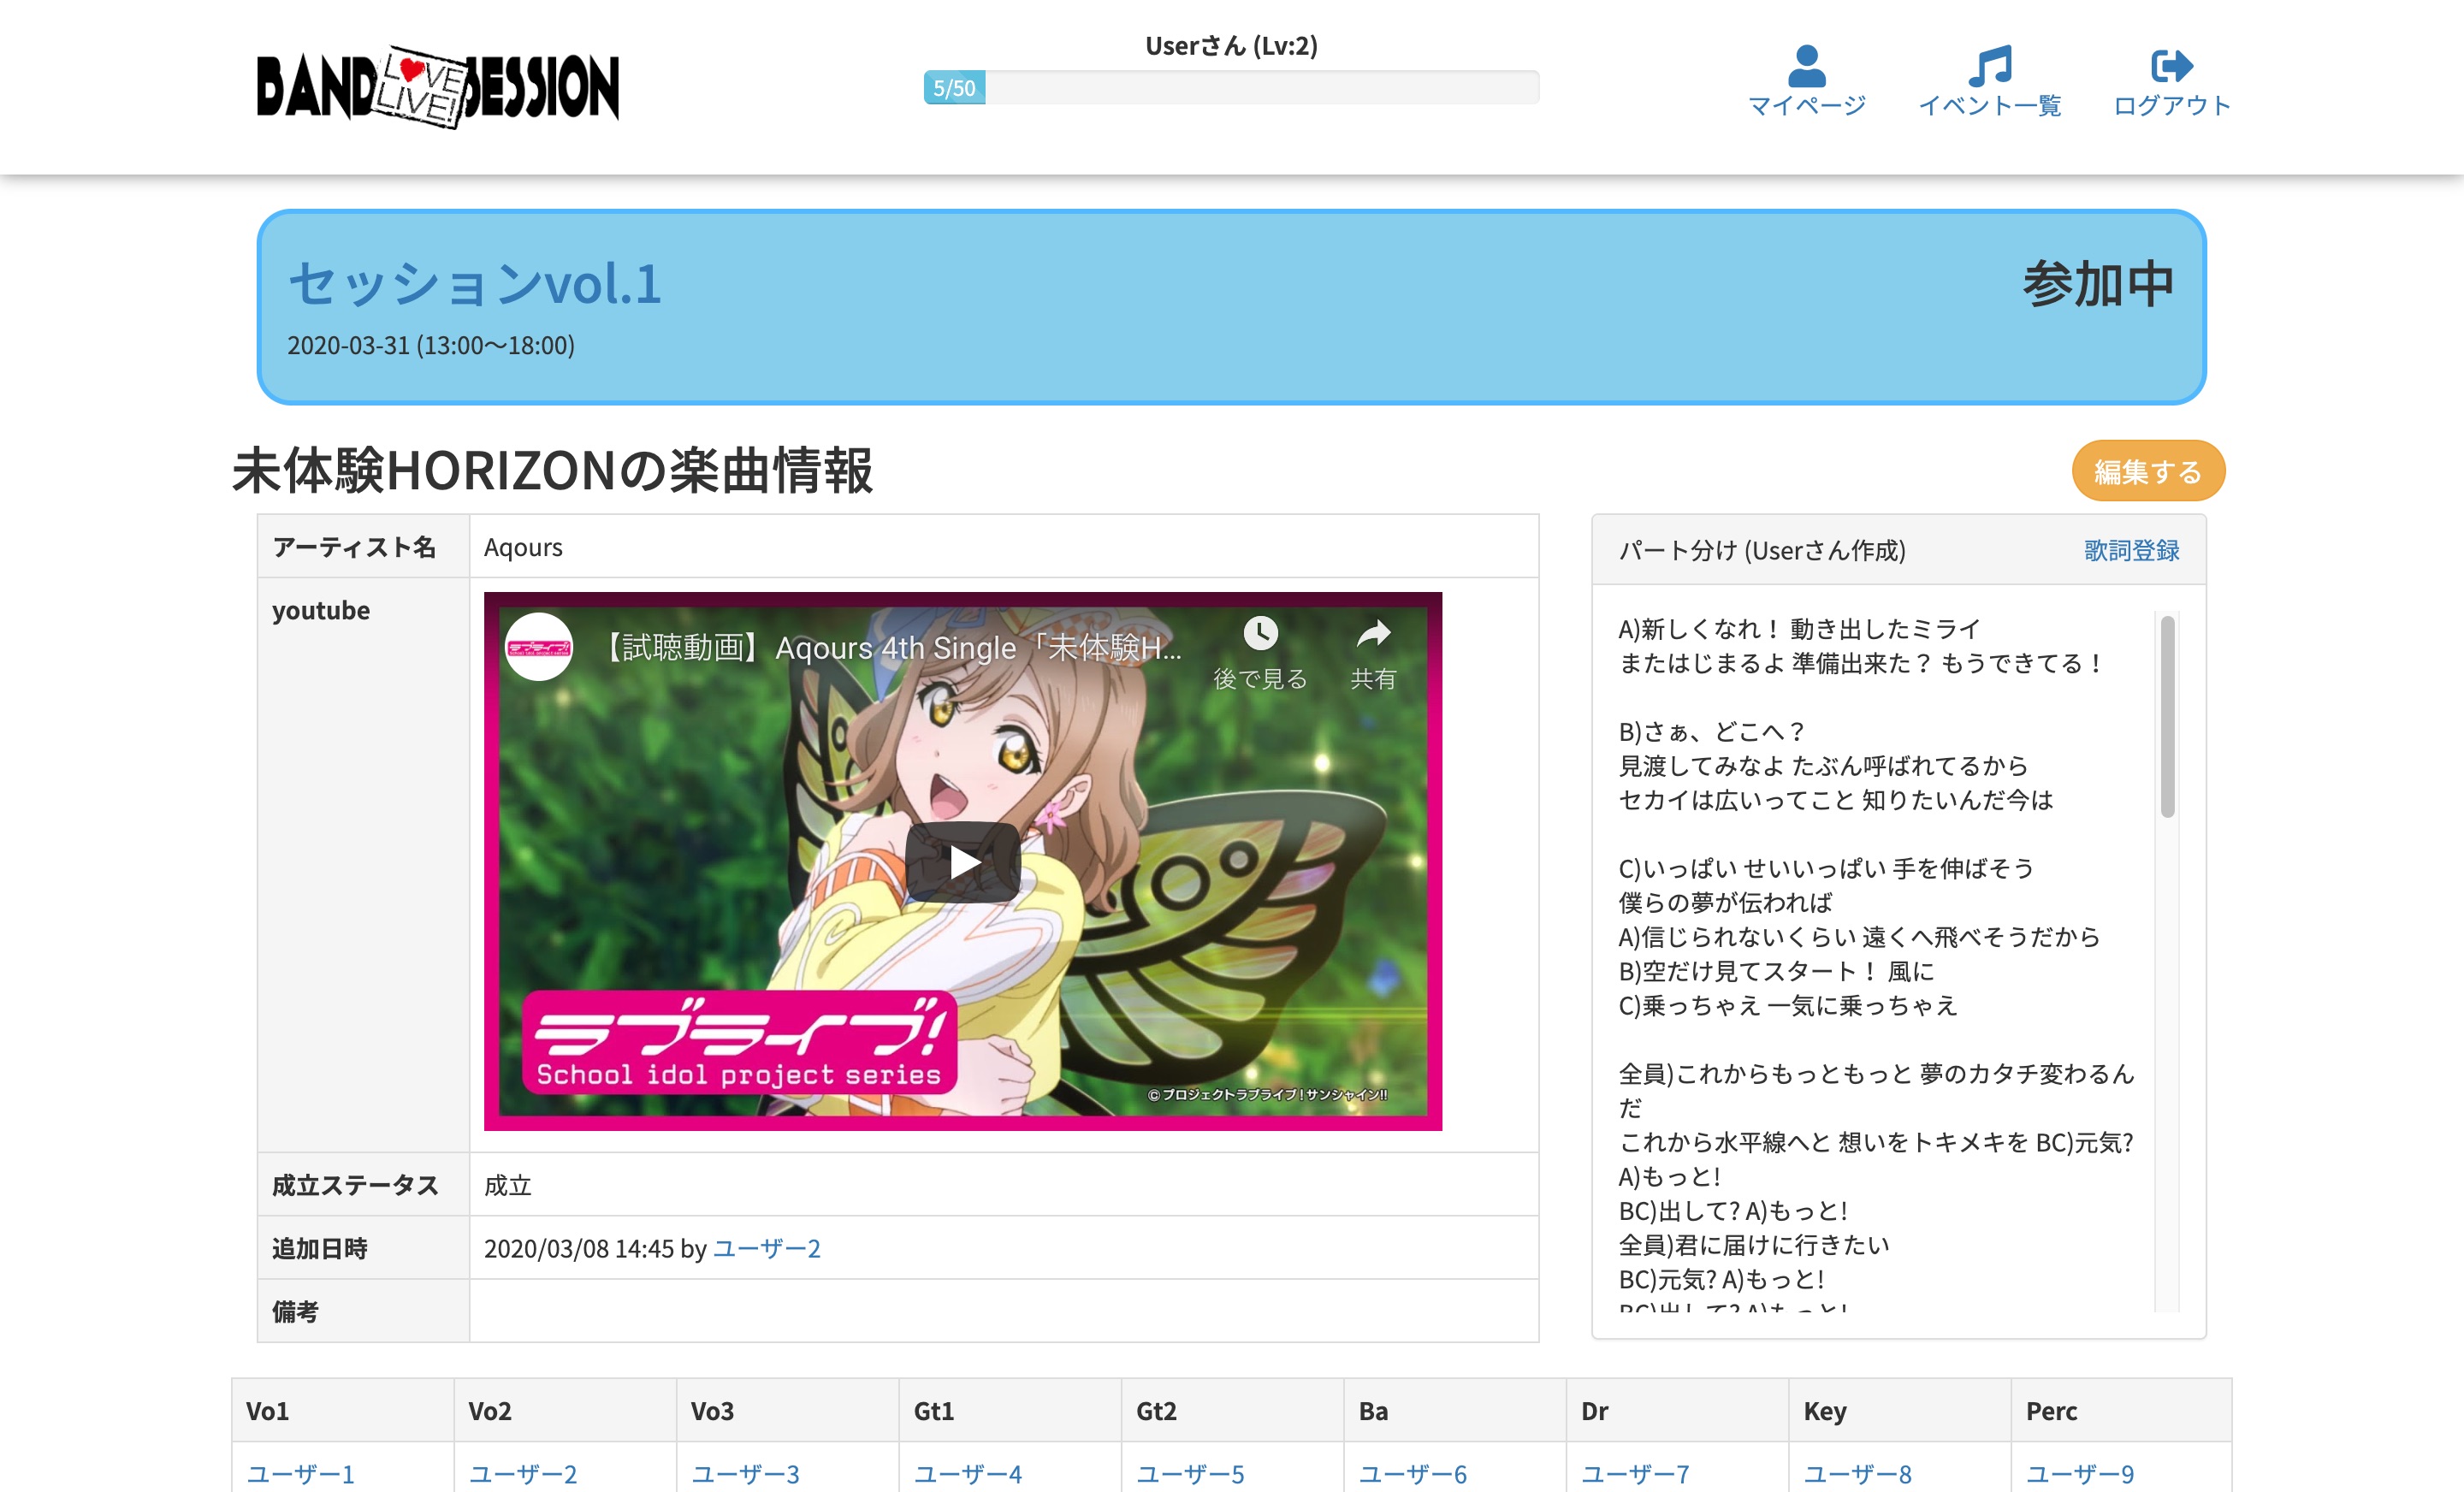 BAND LOVE LIVE! SESSION
Userさん (Lv:2)
5/50
マイページ
イベント一覧
ログアウト
セッションvol.1
参加中
2020-03-31 (13:00〜18:00)
未体験HORIZONの楽曲情報
編集する
アーティスト名
Aqours
youtube
【試聴動画】Aqours 4th Single「未体験H...
後で見る
共有
ラブライブ!
School idol project series
©プロジェクトラブライブ！サンシャイン!!
成立ステータス
成立
追加日時
2020/03/08 14:45 by ユーザー2
備考
パート分け (Userさん作成)
歌詞登録
A)新しくなれ！ 動き出したミライ
またはじまるよ 準備出来た？ もうできてる！
B)さぁ、どこへ？
見渡してみなよ たぶん呼ばれてるから
セカイは広いってこと 知りたいんだ今は
C)いっぱい せいいっぱい 手を伸ばそう
僕らの夢が伝われば
A)信じられないくらい 遠くへ飛べそうだから
B)空だけ見てスタート！ 風に
C)乗っちゃえ 一気に乗っちゃえ
全員)これからもっともっと 夢のカタチ変わるん
だ
これから水平線へと 想いをトキメキを BC)元気?
A)もっと!
BC)出して? A)もっと!
全員)君に届けに行きたい
BC)元気? A)もっと!
BC)出して? A)もっと!
Vo1 Vo2 Vo3 Gt1 Gt2 Ba Dr Key Perc
ユーザー1 ユーザー2 ユーザー3 ユーザー4 ユーザー5 ユーザー6 ユーザー7 ユーザー8 ユーザー9